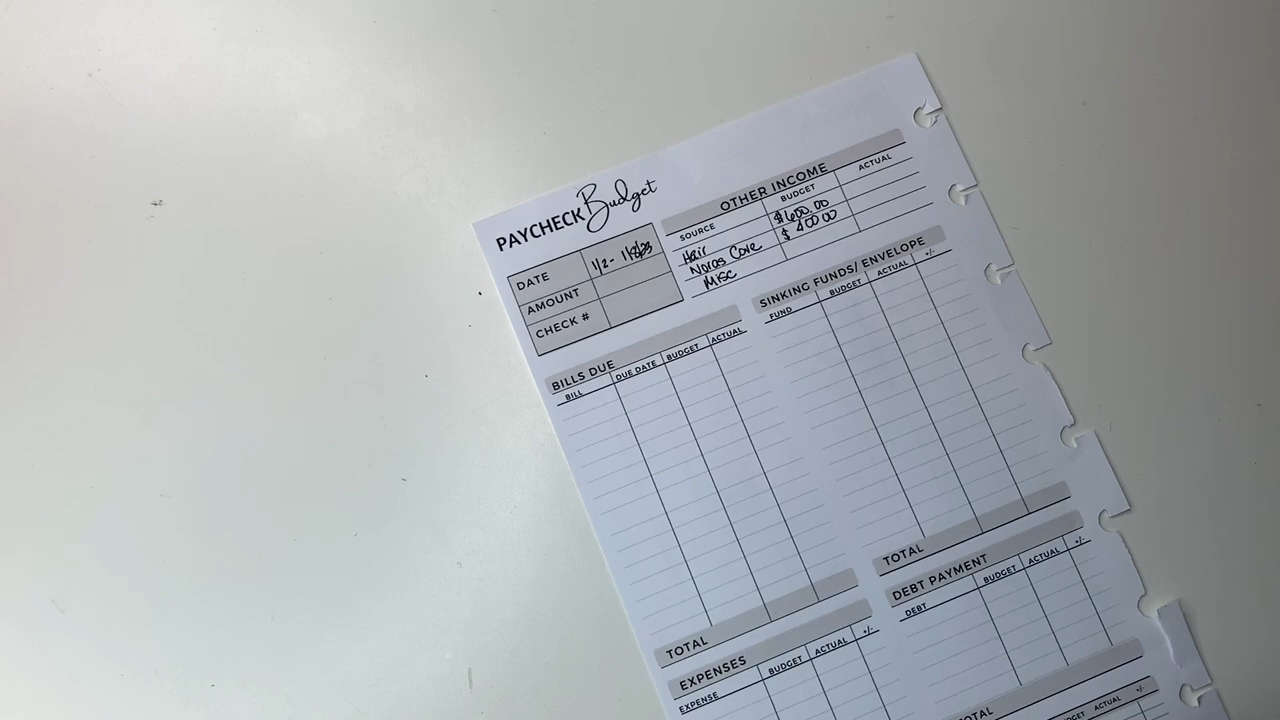 PAYCHECK Budget
DATE 1/2 - 1/8/23
AMOUNT
CHECK #
OTHER INCOME
SOURCE BUDGET ACTUAL
Hair $600.00
$400.00
Misc
BILLS DUE
BILL DUE DATE BUDGET ACTUAL
TOTAL
SINKING FUNDS/ ENVELOPE
FUND BUDGET ACTUAL +/-
TOTAL
EXPENSES
EXPENSE BUDGET ACTUAL +/-
DEBT PAYMENT
DEBT BUDGET ACTUAL +/-
TOTAL
BUDGET ACTUAL +/-